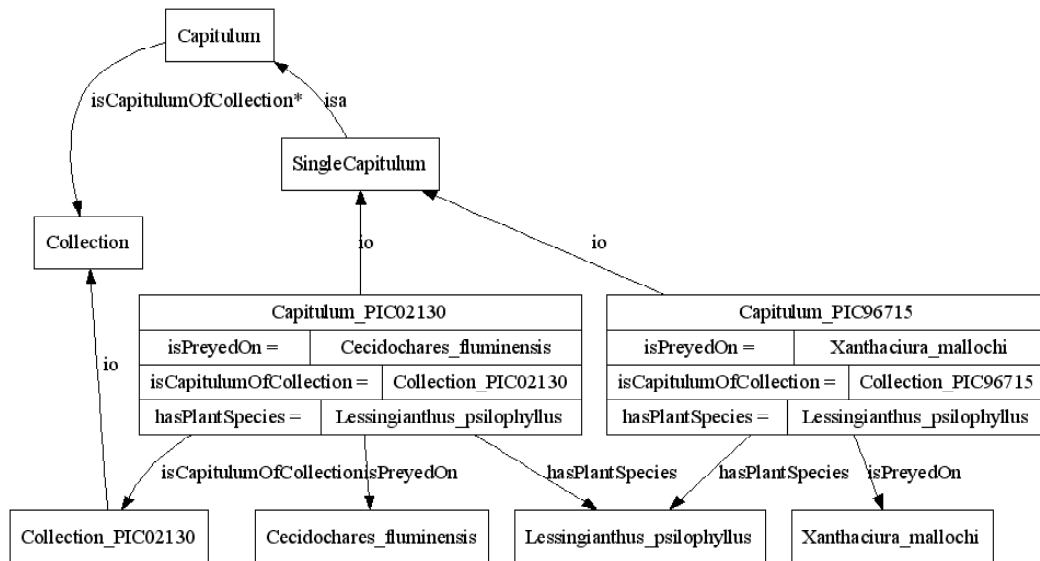 Capitulum
isCapitulumOfCollection*
isa
SingleCapitulum
Collection
io
io
Capitulum_PIC02130
isPreyedOn =
Cecidochares_fluminensis
isCapitulumOfCollection =
Collection_PIC02130
hasPlantSpecies =
Lessingianthus_psilophyllus
Capitulum_PIC96715
isPreyedOn =
Xanthaciura_mallochi
isCapitulumOfCollection =
Collection_PIC96715
hasPlantSpecies =
Lessingianthus_psilophyllus
io
isCapitulumOfCollection
isPreyedOn
hasPlantSpecies
hasPlantSpecies
isPreyedOn
Collection_PIC02130
Cecidochares_fluminensis
Lessingianthus_psilophyllus
Xanthaciura_mallochi